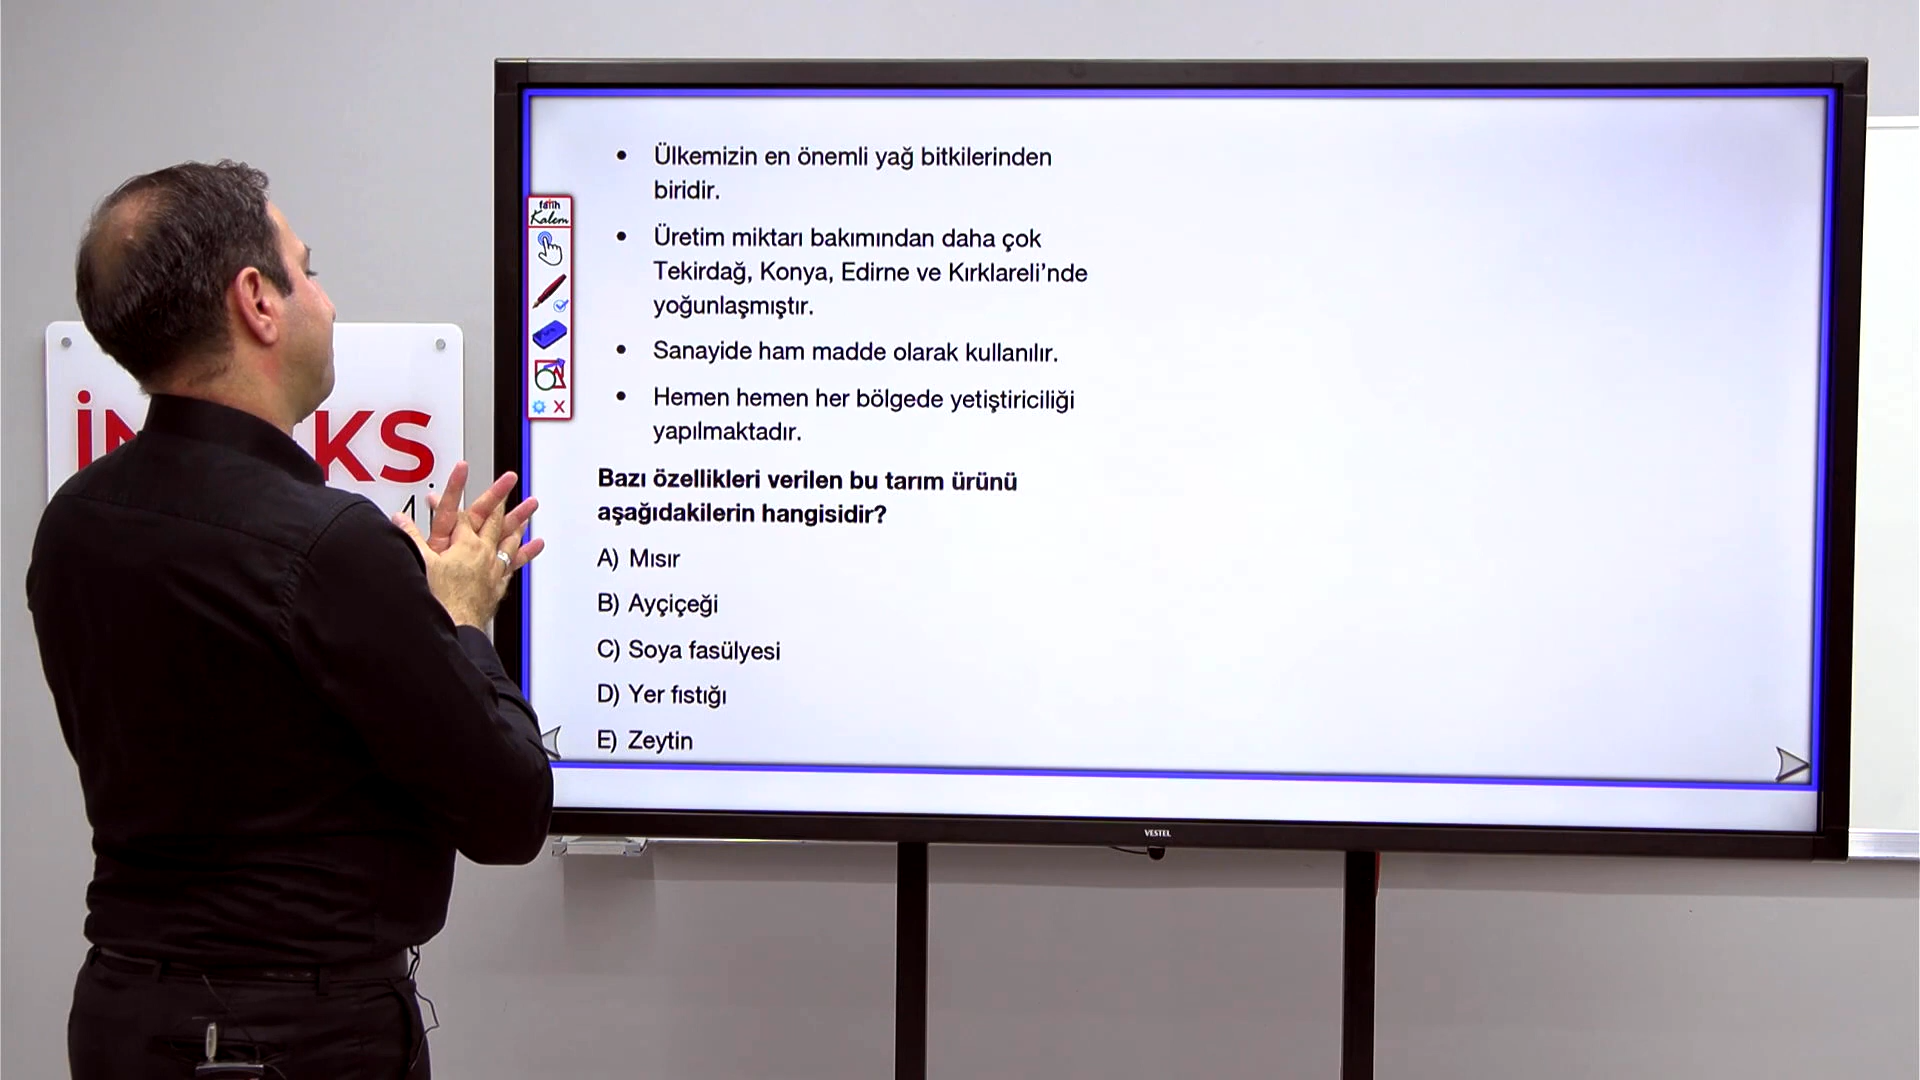 Ülkemizin en önemli yağ bitkilerinden
biridir.
Üretim miktarı bakımından daha çok
Tekirdağ, Konya, Edirne ve Kırklareli’nde
yoğunlaşmıştır.
Sanayide ham madde olarak kullanılır.
Hemen hemen her bölgede yetiştiriciliği
yapılmaktadır.
Bazı özellikleri verilen bu tarım ürünü
aşağıdakilerin hangisidir?
A) Mısır
B) Ayçiçeği
C) Soya fasülyesi
D) Yer fıstığı
E) Zeytin
fatih
Kalem
KS
VESTEL